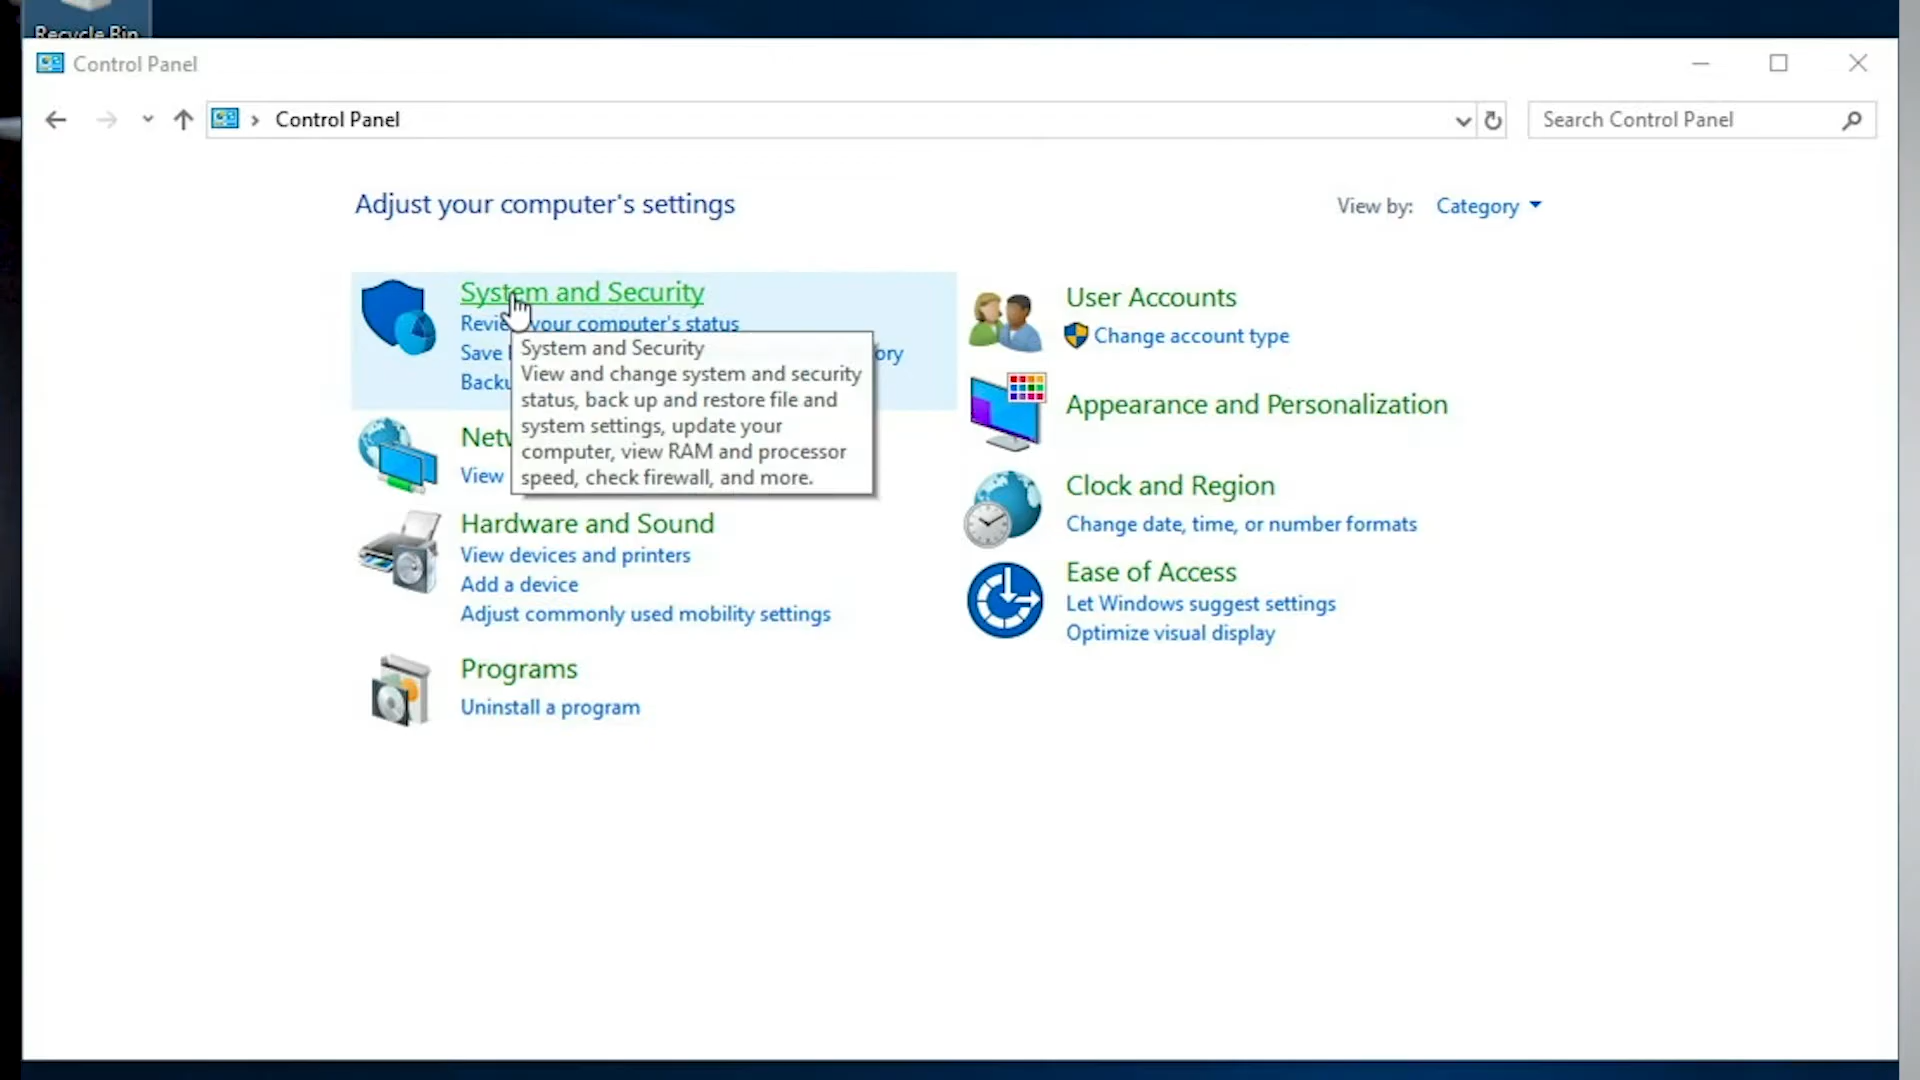 Recycle Bin
Control Panel
Control Panel
Search Control Panel
Adjust your computer's settings
View by: Category
System and Security
your computer's status
Save
ory
System and Security
View and change system and security
status, back up and restore file and
system settings, update your
computer, view RAM and processor
speed, check firewall, and more.
View
Hardware and Sound
View devices and printers
Add a device
Adjust commonly used mobility settings
Programs
Uninstall a program
User Accounts
Change account type
Appearance and Personalization
Clock and Region
Change date, time, or number formats
Ease of Access
Let Windows suggest settings
Optimize visual display